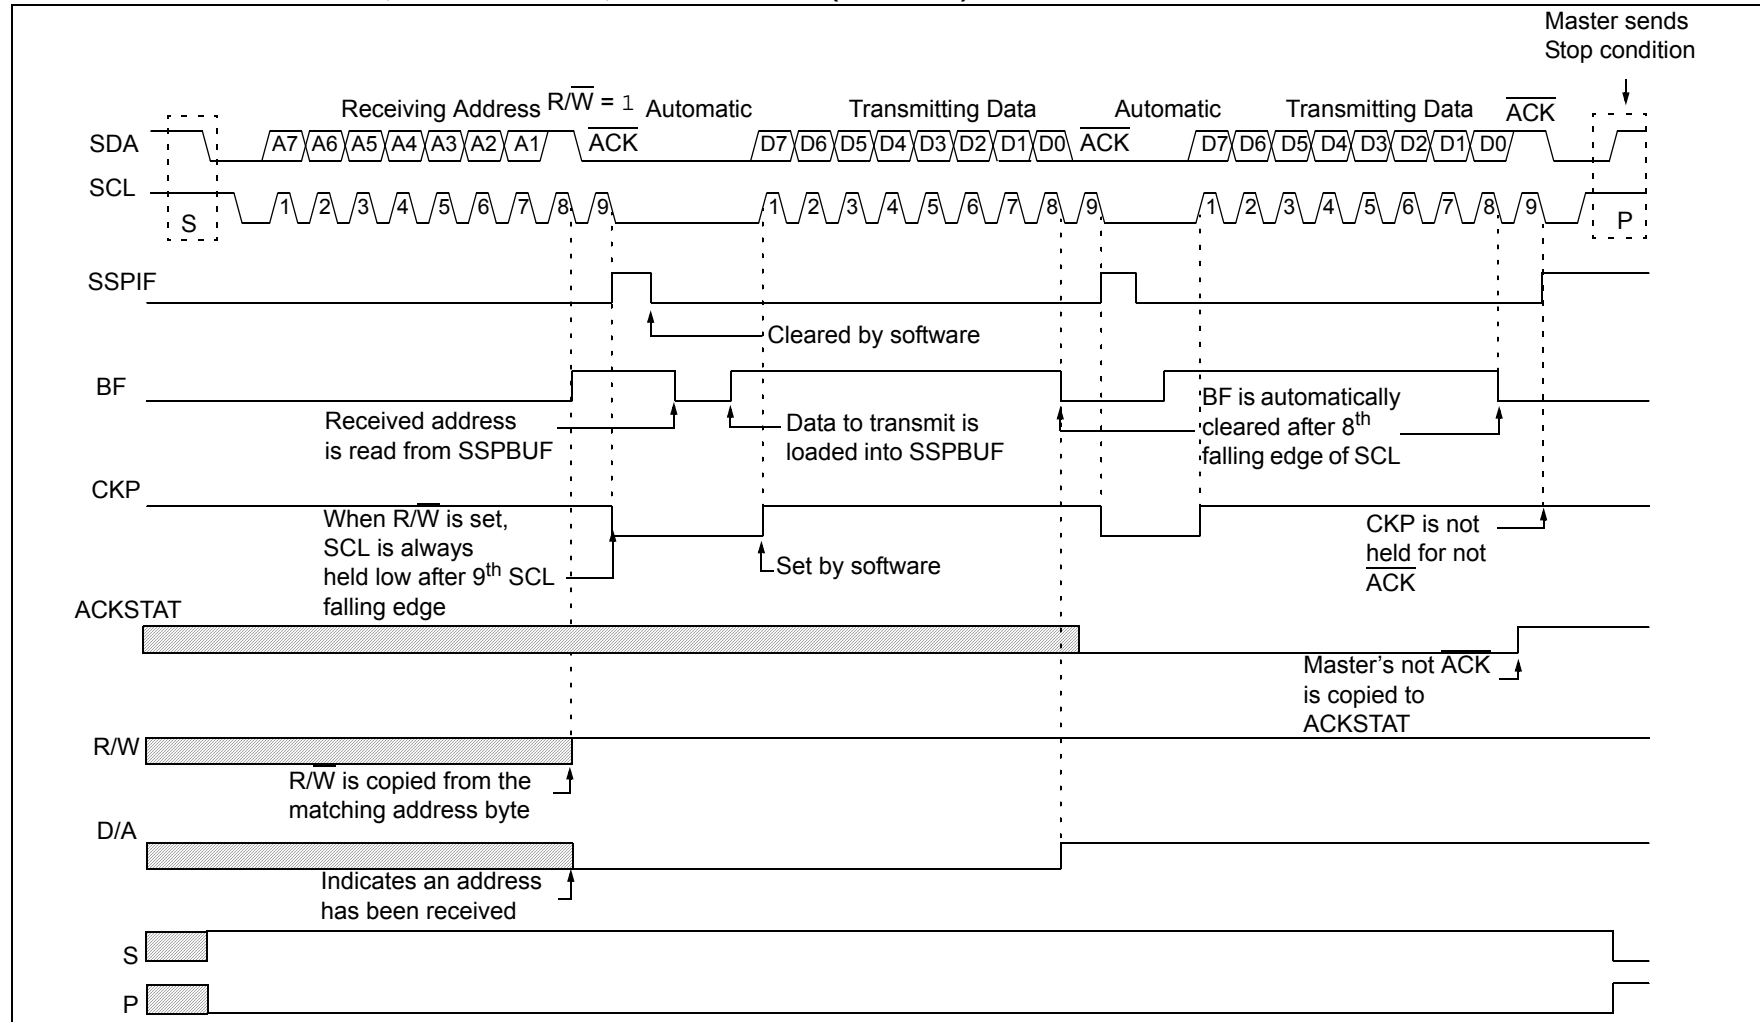 Master sends
Stop condition
Receiving Address R/W̅ = 1 Automatic Transmitting Data Automatic Transmitting Data A̅C̅K̅
SDA A7 A6 A5 A4 A3 A2 A1 A̅C̅K̅ D7 D6 D5 D4 D3 D2 D1 D0 A̅C̅K̅ D7 D6 D5 D4 D3 D2 D1 D0
SCL 1 2 3 4 5 6 7 8 9 1 2 3 4 5 6 7 8 9 1 2 3 4 5 6 7 8 9
S P
SSPIF
Cleared by software
BF
Received address
is read from SSPBUF
Data to transmit is
loaded into SSPBUF
BF is automatically
cleared after 8th
falling edge of SCL
CKP
When R/W̅ is set,
SCL is always
held low after 9th SCL
falling edge
Set by software
CKP is not
held for not
A̅C̅K̅
ACKSTAT
Master's not A̅C̅K̅
is copied to
ACKSTAT
R/W
R/W̅ is copied from the
matching address byte
D/A
Indicates an address
has been received
S
P